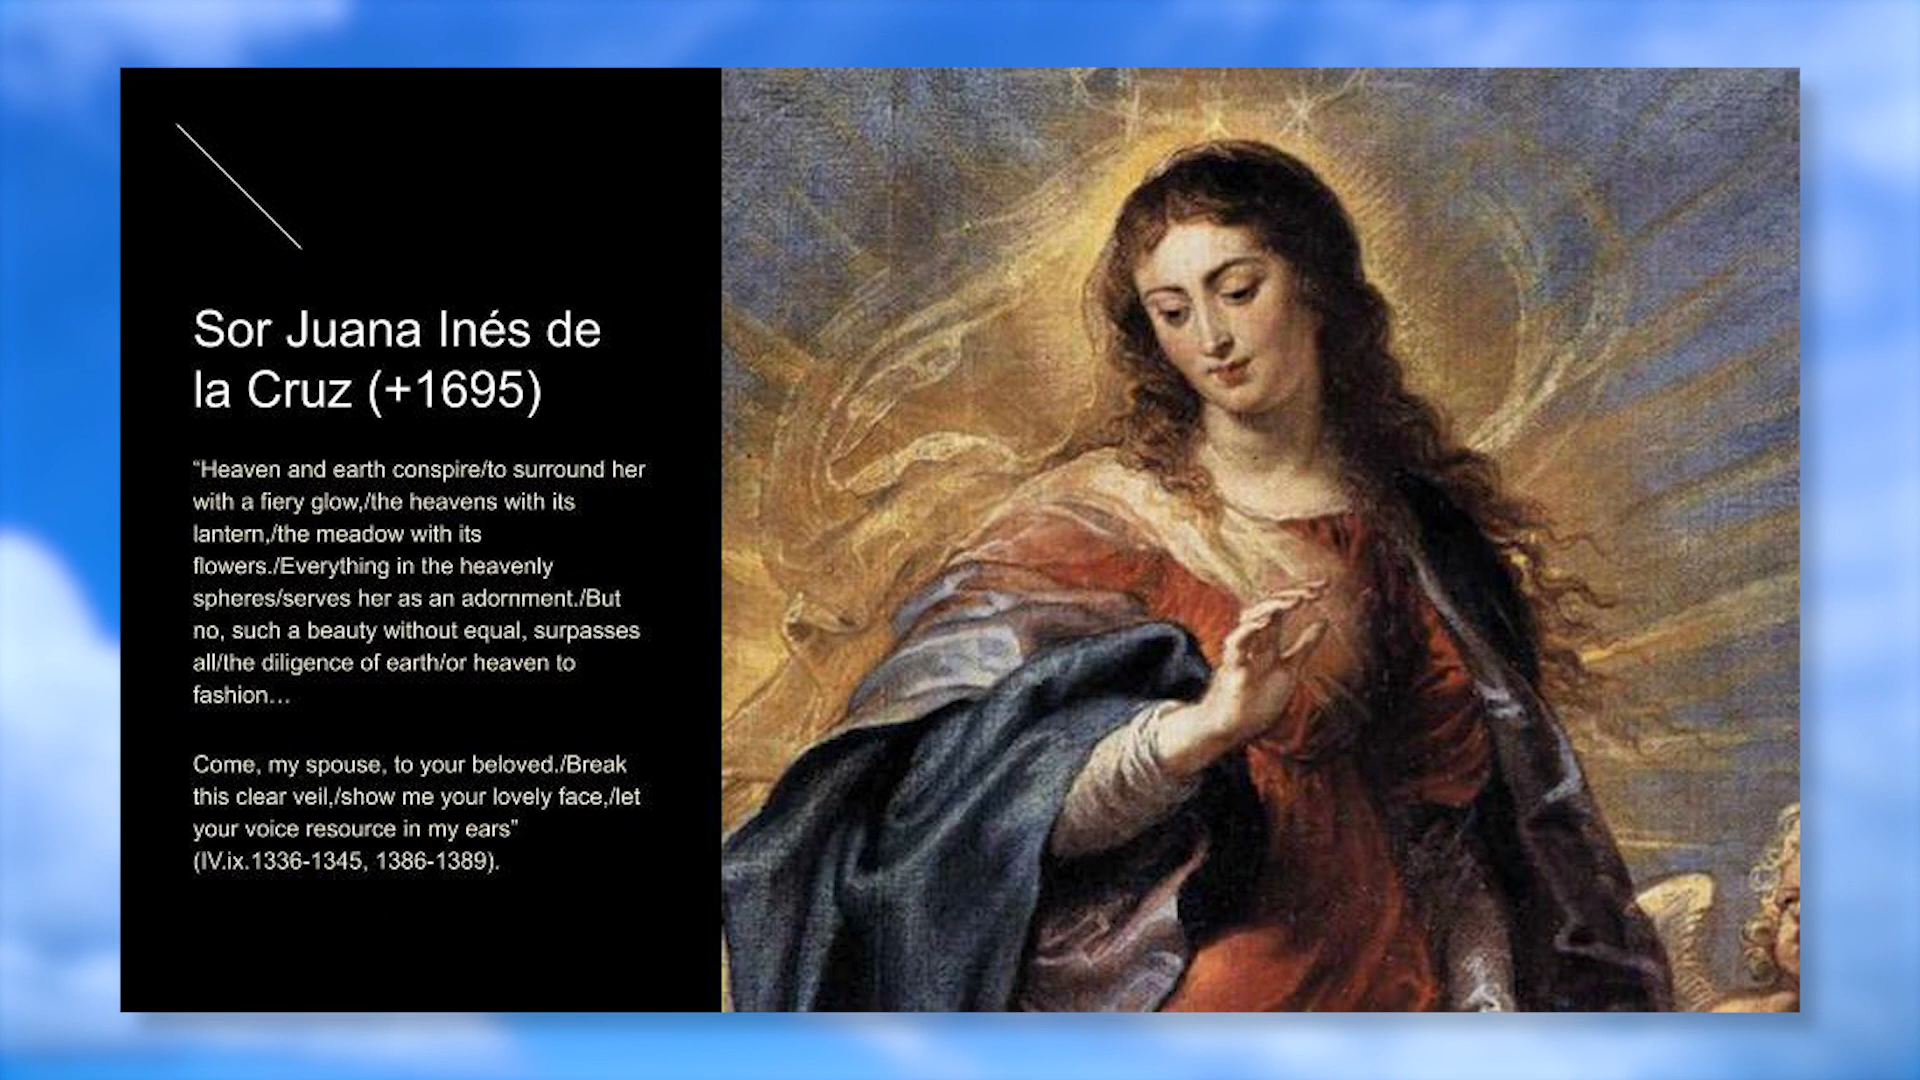 Sor Juana Inés de
la Cruz (+1695)
“Heaven and earth conspire/to surround her
with a fiery glow,/the heavens with its
lantern,/the meadow with its
flowers./Everything in the heavenly
spheres/serves her as an adornment./But
no, such a beauty without equal, surpasses
all/the diligence of earth/or heaven to
fashion…
Come, my spouse, to your beloved./Break
this clear veil,/show me your lovely face,/let
your voice resource in my ears”
(IV.ix.1336-1345, 1386-1389).